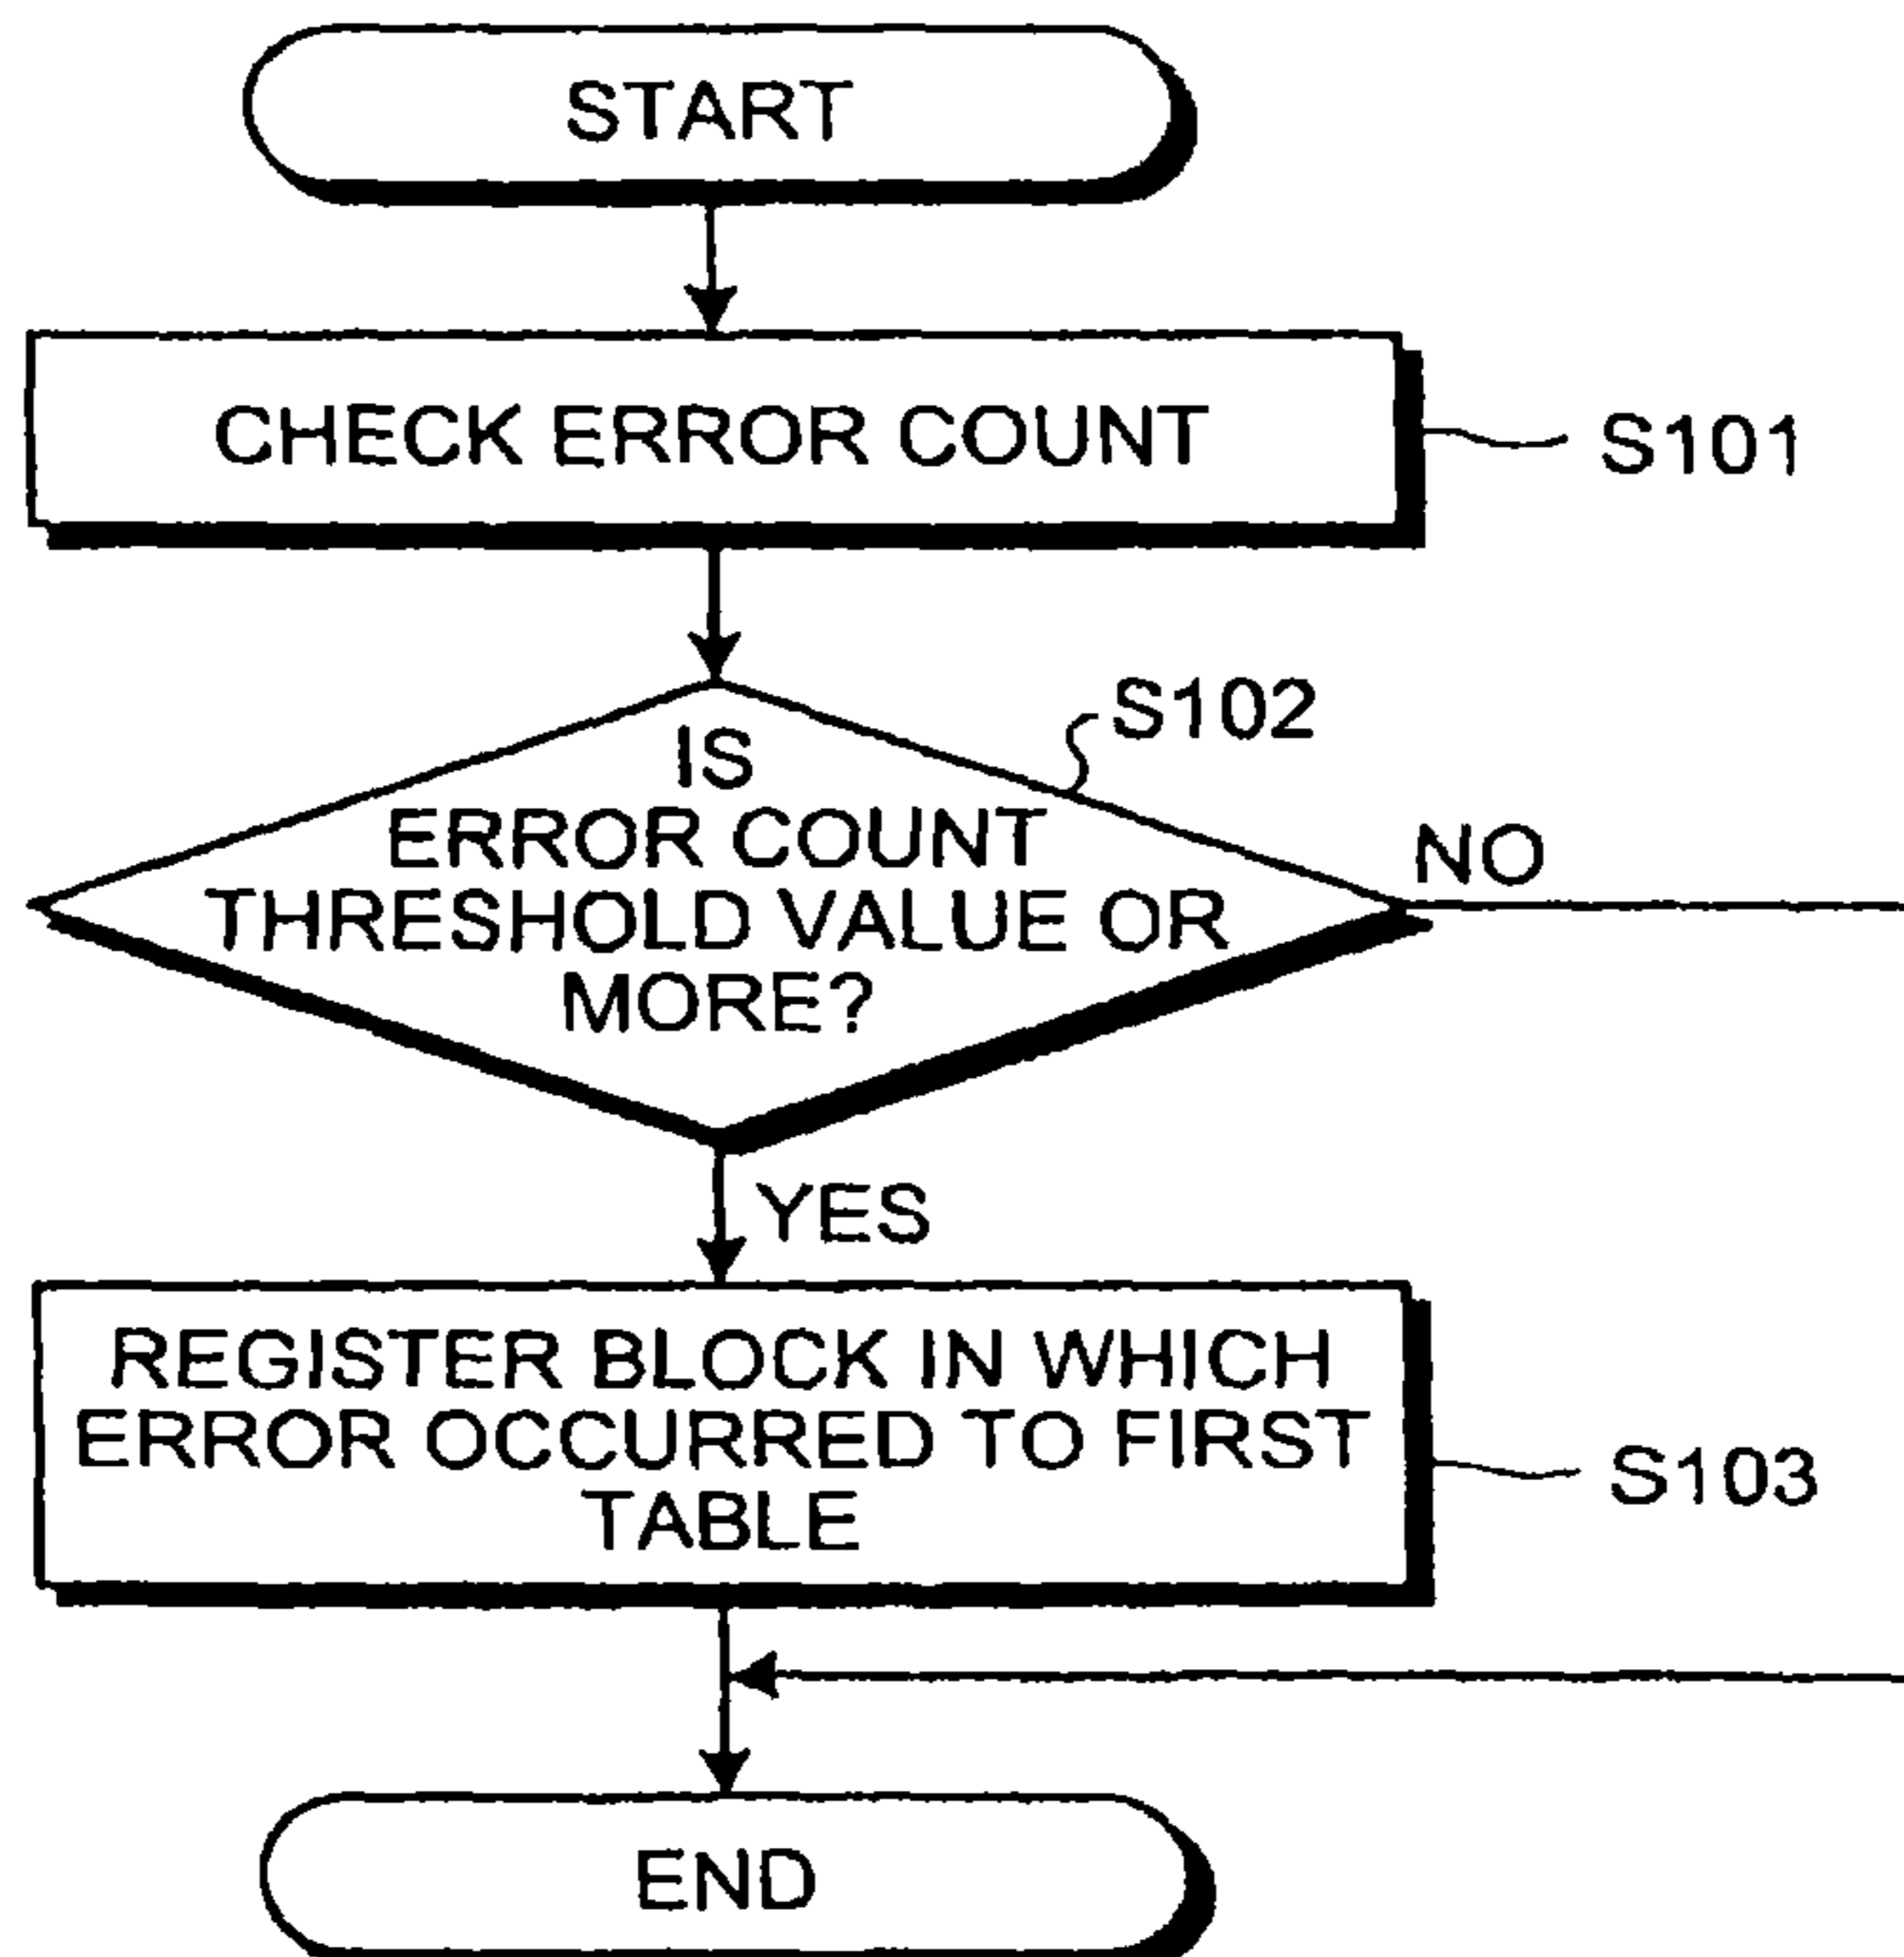 START
CHECK ERROR COUNT
S101
S102
IS
ERROR COUNT
THRESHOLD VALUE OR
MORE?
NO
YES
REGISTER BLOCK IN WHICH
ERROR OCCURRED TO FIRST
TABLE
S103
END